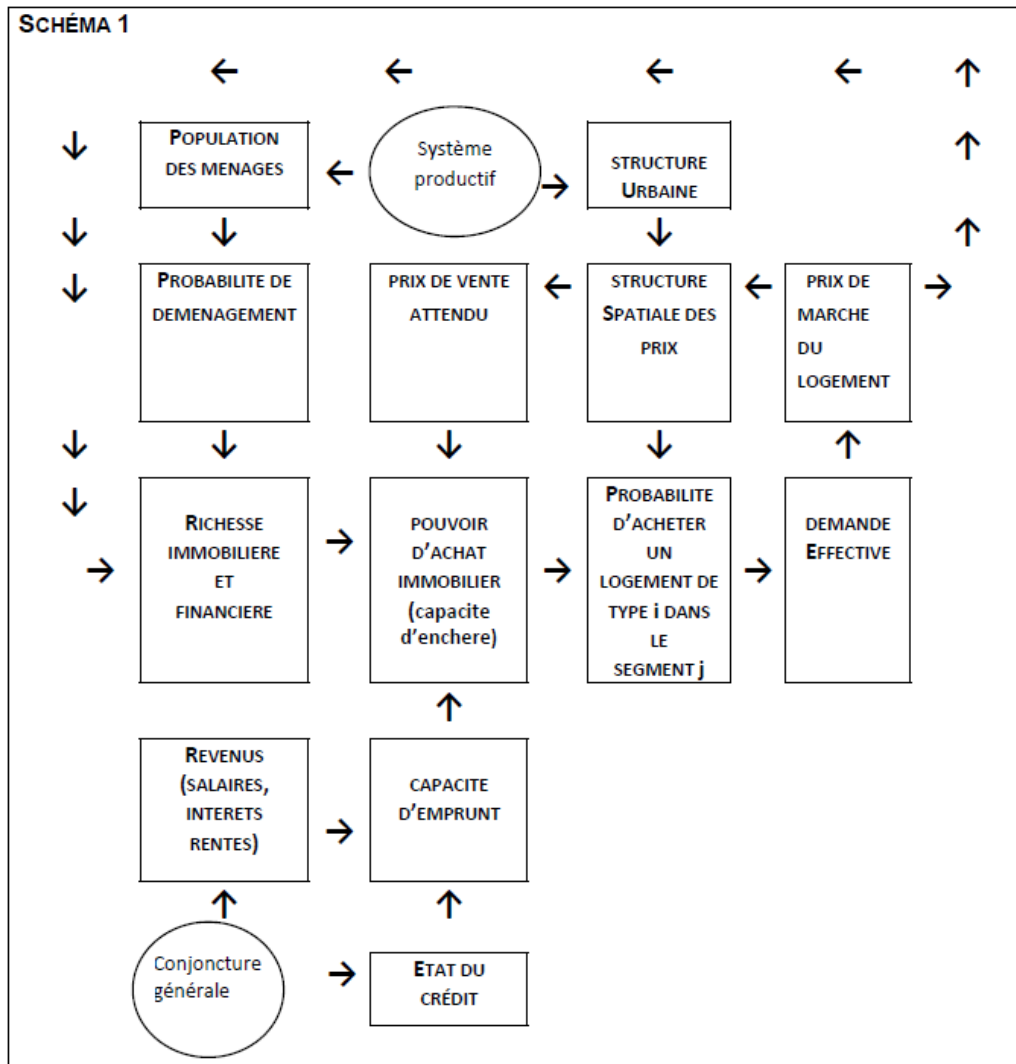 SCHÉMA 1
← ← ← ← ↑
↓
POPULATION
DES MENAGES
←
Système
productif
→
STRUCTURE
URBAINE
↑
↓ ↓ ↓ ↑
↓
PROBABILITE DE
DEMENAGEMENT
PRIX DE VENTE
ATTENDU
←
STRUCTURE
SPATIALE DES
PRIX
←
PRIX DE
MARCHE
DU
LOGEMENT
→
↓ ↓ ↓ ↓ ↑
↓
→
RICHESSE
IMMOBILIERE
ET
FINANCIERE
→
POUVOIR
D’ACHAT
IMMOBILIER
(capacite
d’enchere)
→
PROBABILITE
D'ACHETER
UN
LOGEMENT DE
TYPE i DANS
LE
SEGMENT j
→
DEMANDE
EFFECTIVE
↑
REVENUS
(SALAIRES,
INTERETS
RENTES)
→
CAPACITE
D’EMPRUNT
↑ ↑
Conjoncture
générale
→
ETAT DU
CRÉDIT